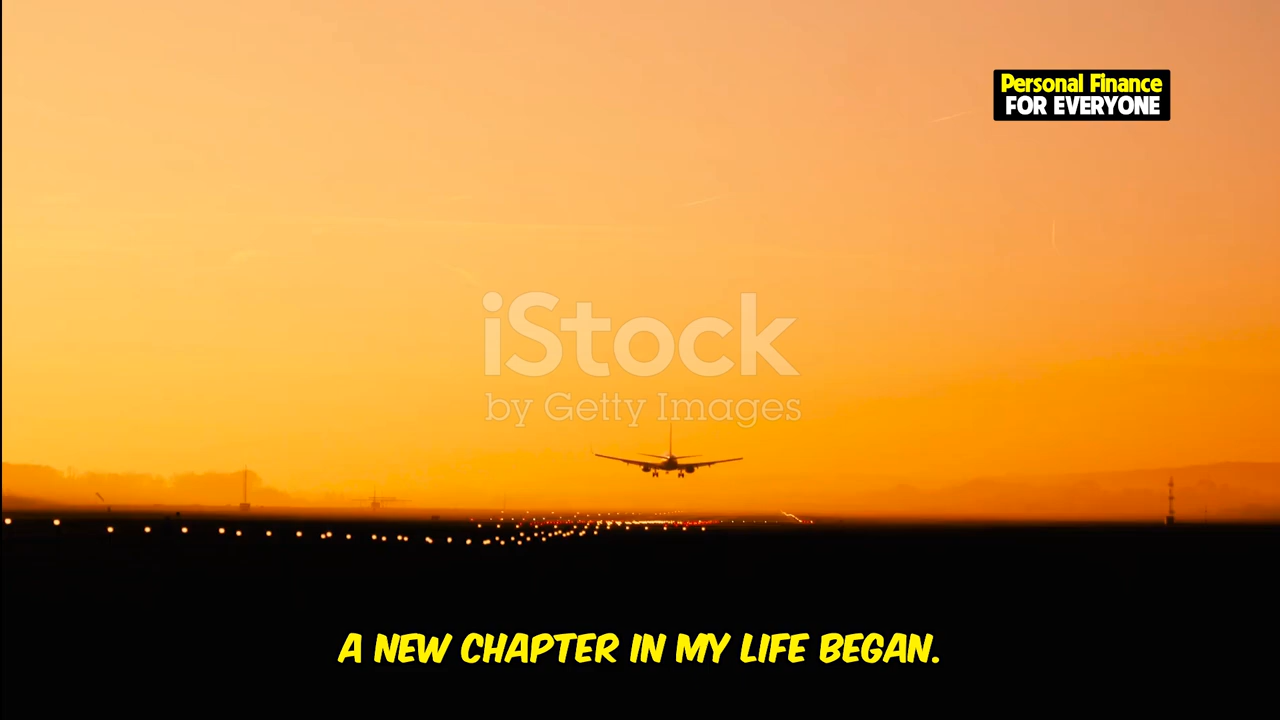 Personal Finance
FOR EVERYONE
iStock
by Getty Images
A NEW CHAPTER IN MY LIFE BEGAN.